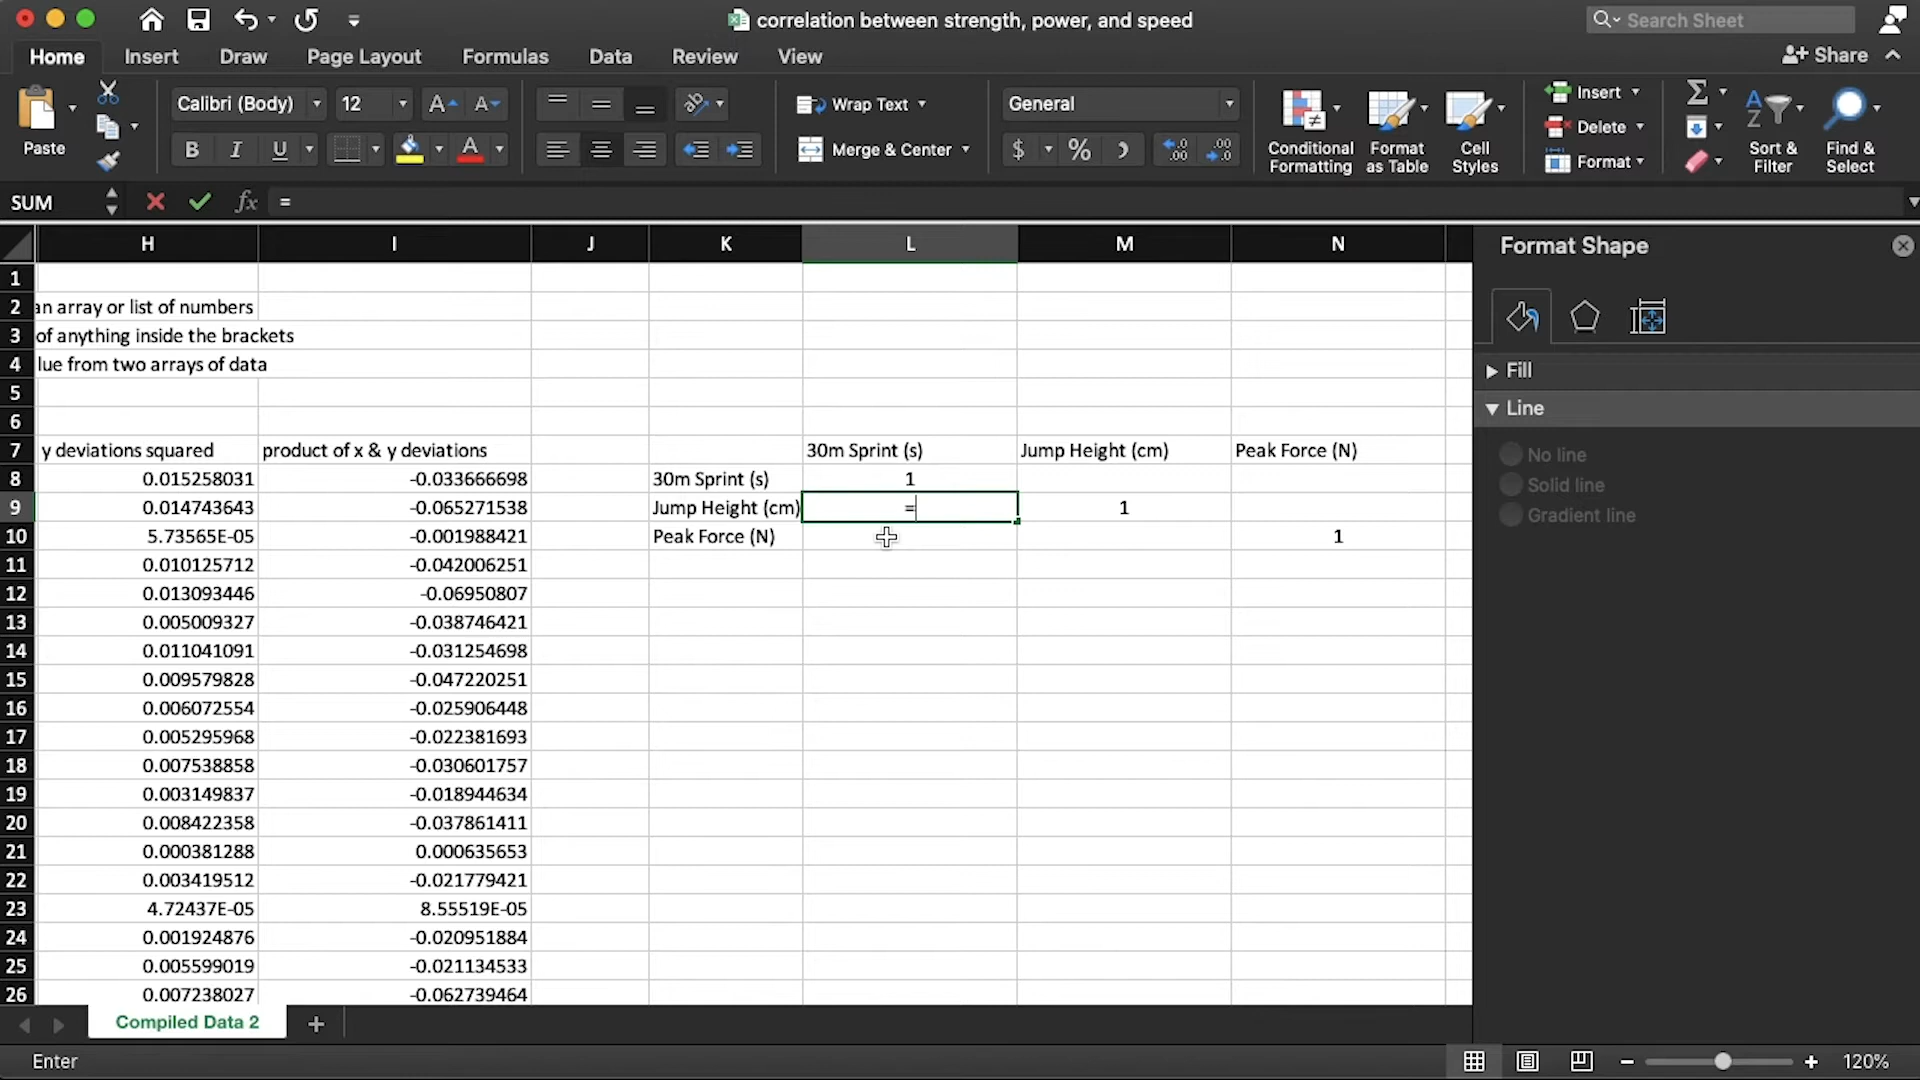 correlation between strength, power, and speed
Search Sheet
Home Insert Draw Page Layout Formulas Data Review View
Share
Paste
Calibri (Body) 12 A A
B I U A
ab
Wrap Text
Merge & Center
General
$ % .00 .00
Conditional Formatting
Format as Table
Cell Styles
Insert
Delete
Format
Sort & Filter
Find & Select
SUM fx =
H I J K L M N
1
2 an array or list of numbers
3 of anything inside the brackets
4 lue from two arrays of data
5
6
7 y deviations squared product of x & y deviations 30m Sprint (s) Jump Height (cm) Peak Force (N)
8 0.015258031 -0.033666698 30m Sprint (s) 1
9 0.014743643 -0.065271538 Jump Height (cm) = 1
10 5.73565E-05 -0.001988421 Peak Force (N) 1
11 0.010125712 -0.042006251
12 0.013093446 -0.06950807
13 0.005009327 -0.038746421
14 0.011041091 -0.031254698
15 0.009579828 -0.047220251
16 0.006072554 -0.025906448
17 0.005295968 -0.022381693
18 0.007538858 -0.030601757
19 0.003149837 -0.018944634
20 0.008422358 -0.037861411
21 0.000381288 0.000635653
22 0.003419512 -0.021779421
23 4.72437E-05 8.55519E-05
24 0.001924876 -0.020951884
25 0.005599019 -0.021134533
26 0.007238027 -0.062739464
Format Shape
Fill
Line
No line
Solid line
Gradient line
Compiled Data 2 +
Enter
120%